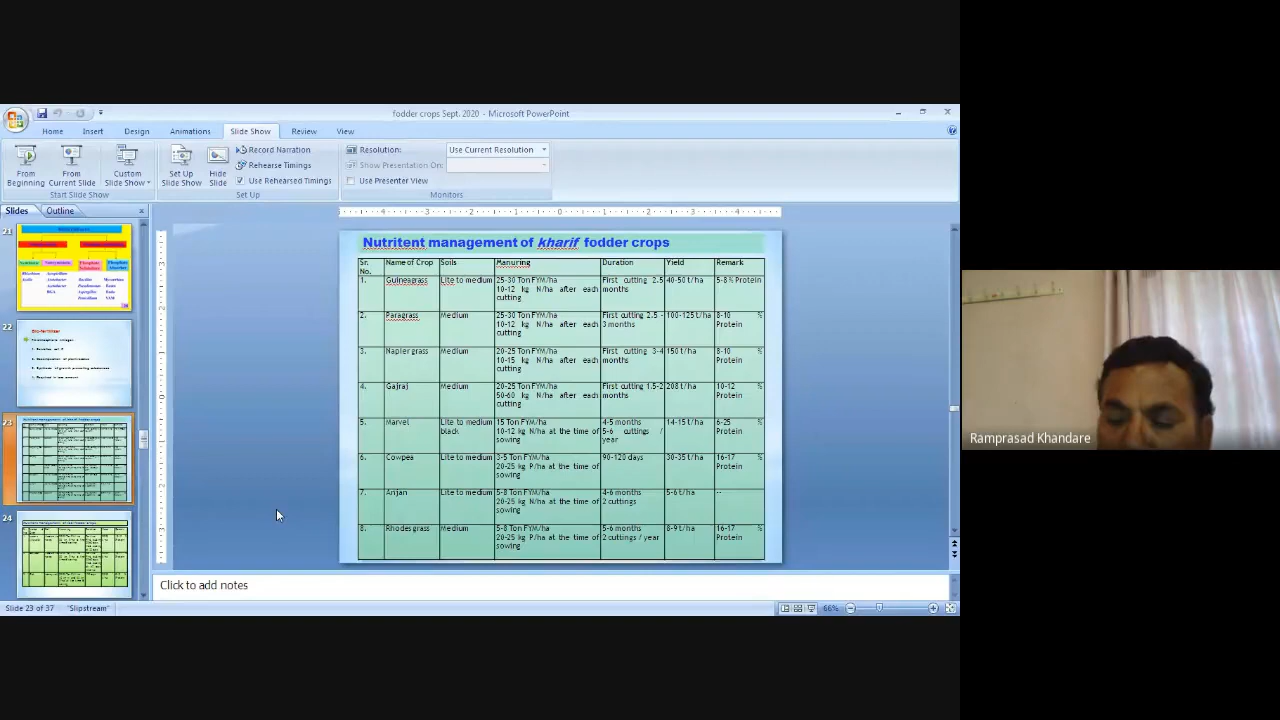 fodder crops Sept. 2020 - Microsoft PowerPoint
Home Insert Design Animations Slide Show Review View
From Beginning
From Current Slide
Custom Slide Show
Start Slide Show
Set Up Slide Show
Hide Slide
Record Narration
Rehearse Timings
Use Rehearsed Timings
Set Up
Resolution: Use Current Resolution
Show Presentation On:
Use Presenter View
Monitors
Slides Outline
21
22
23
24
Nutritent management of kharif fodder crops
Sr. No. Name of Crop Soils Manuring Duration Yield Remark
1. Guineagrass Lite to medium 25-30 Ton FYM/ha First cutting 2.5 40-50 t/ha 5-8% Protein
10-12 kg N/ha after each months
cutting
2. Paragrass Medium 25-30 Ton FYM/ha First cutting 2.5 - 100-125 t/ha 8-10 %
10-12 kg N/ha after each 3 months Protein
cutting
3. Napier grass Medium 20-25 Ton FYM/ha First cutting 3-4 150 t/ha 8-10 %
10-15 kg N/ha after each months Protein
cutting
4. Gajraj Medium 20-25 Ton FYM/ha First cutting 1.5-2 208 t/ha 10-12 %
50-60 kg N/ha after each months Protein
cutting
5. Marvel Lite to medium 15 Ton FYM/ha 4-5 months 14-15 t/ha 6-25 %
black 10-12 kg N/ha at the time of 5-6 cuttings / Protein
sowing year
6. Cowpea Lite to medium 3-5 Ton FYM/ha 90-120 days 30-35 t/ha 16-17 %
20-25 kg P/ha at the time of Protein
sowing
7. Anjan Lite to medium 5-8 Ton FYM/ha 4-6 months 5-6 t/ha --
20-25 kg N/ha at the time of 2 cuttings
sowing
8. Rhodes grass Medium 5-8 Ton FYM/ha 5-6 months 8-9 t/ha 16-17 %
20-25 kg P/ha at the time of 2 cuttings / year Protein
sowing
Click to add notes
Slide 23 of 37 "Slipstream" 66%
Ramprasad Khandare